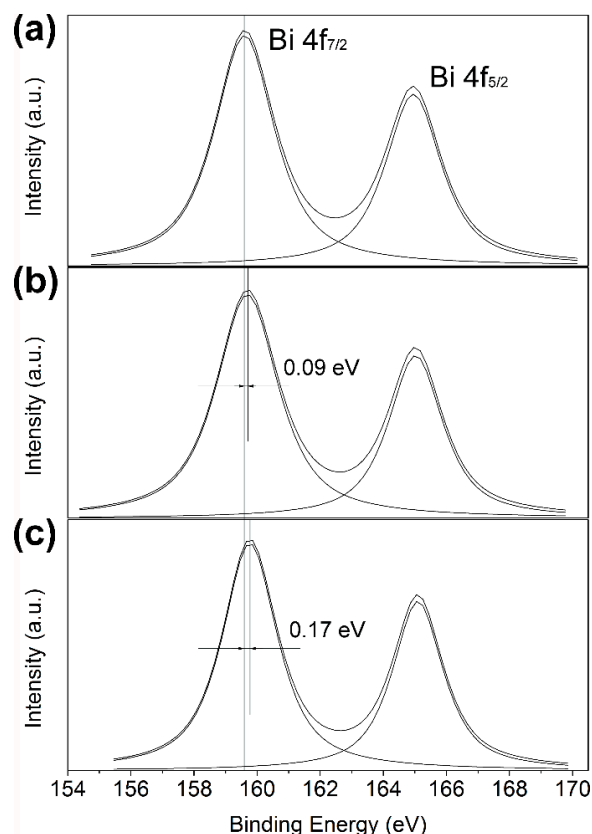 (a)
Bi 4f7/2
Bi 4f5/2
Intensity (a.u.)
(b)
0.09 eV
Intensity (a.u.)
(c)
0.17 eV
Intensity (a.u.)
154 156 158 160 162 164 166 168 170
Binding Energy (eV)